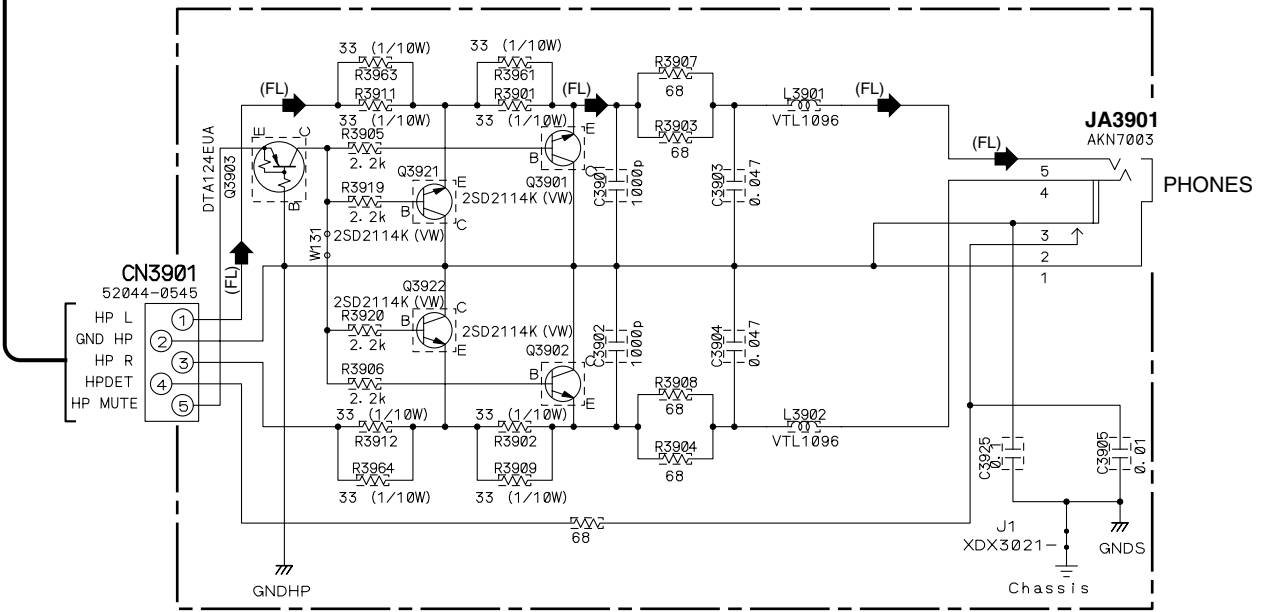 33 (1/10W)
R3963
(FL)
R3911
33 (1/10W)
33 (1/10W)
R3961
R3901
33 (1/10W)
(FL)
R3907
68
R3903
68
L3901
VTL1096
(FL)
(FL)
JA3901
AKN7003
5
4
3
2
1
PHONES
E
C
B
DTA124EUA
Q3903
R3905
2.2k
R3919
2.2k
Q3921
E
B
C
2SD2114K (VW)
E
B
C
Q3901
2SD2114K (VW)
C3901
1000p
C3903
0.047
W131
(FL)
CN3901
52044-0545
HP L
1
GND HP
2
HP R
3
HPDET
4
HP MUTE
5
Q3922
2SD2114K (VW)
C
B
E
R3920
2.2k
2SD2114K (VW)
Q3902
C
B
E
R3906
2.2k
C3902
1000p
C3904
0.047
33 (1/10W)
R3912
R3964
33 (1/10W)
33 (1/10W)
R3902
R3909
33 (1/10W)
R3908
68
R3904
68
L3902
VTL1096
68
C3925
0.1
C3905
0.01
J1
XDX3021-
GNDS
Chassis
GNDHP